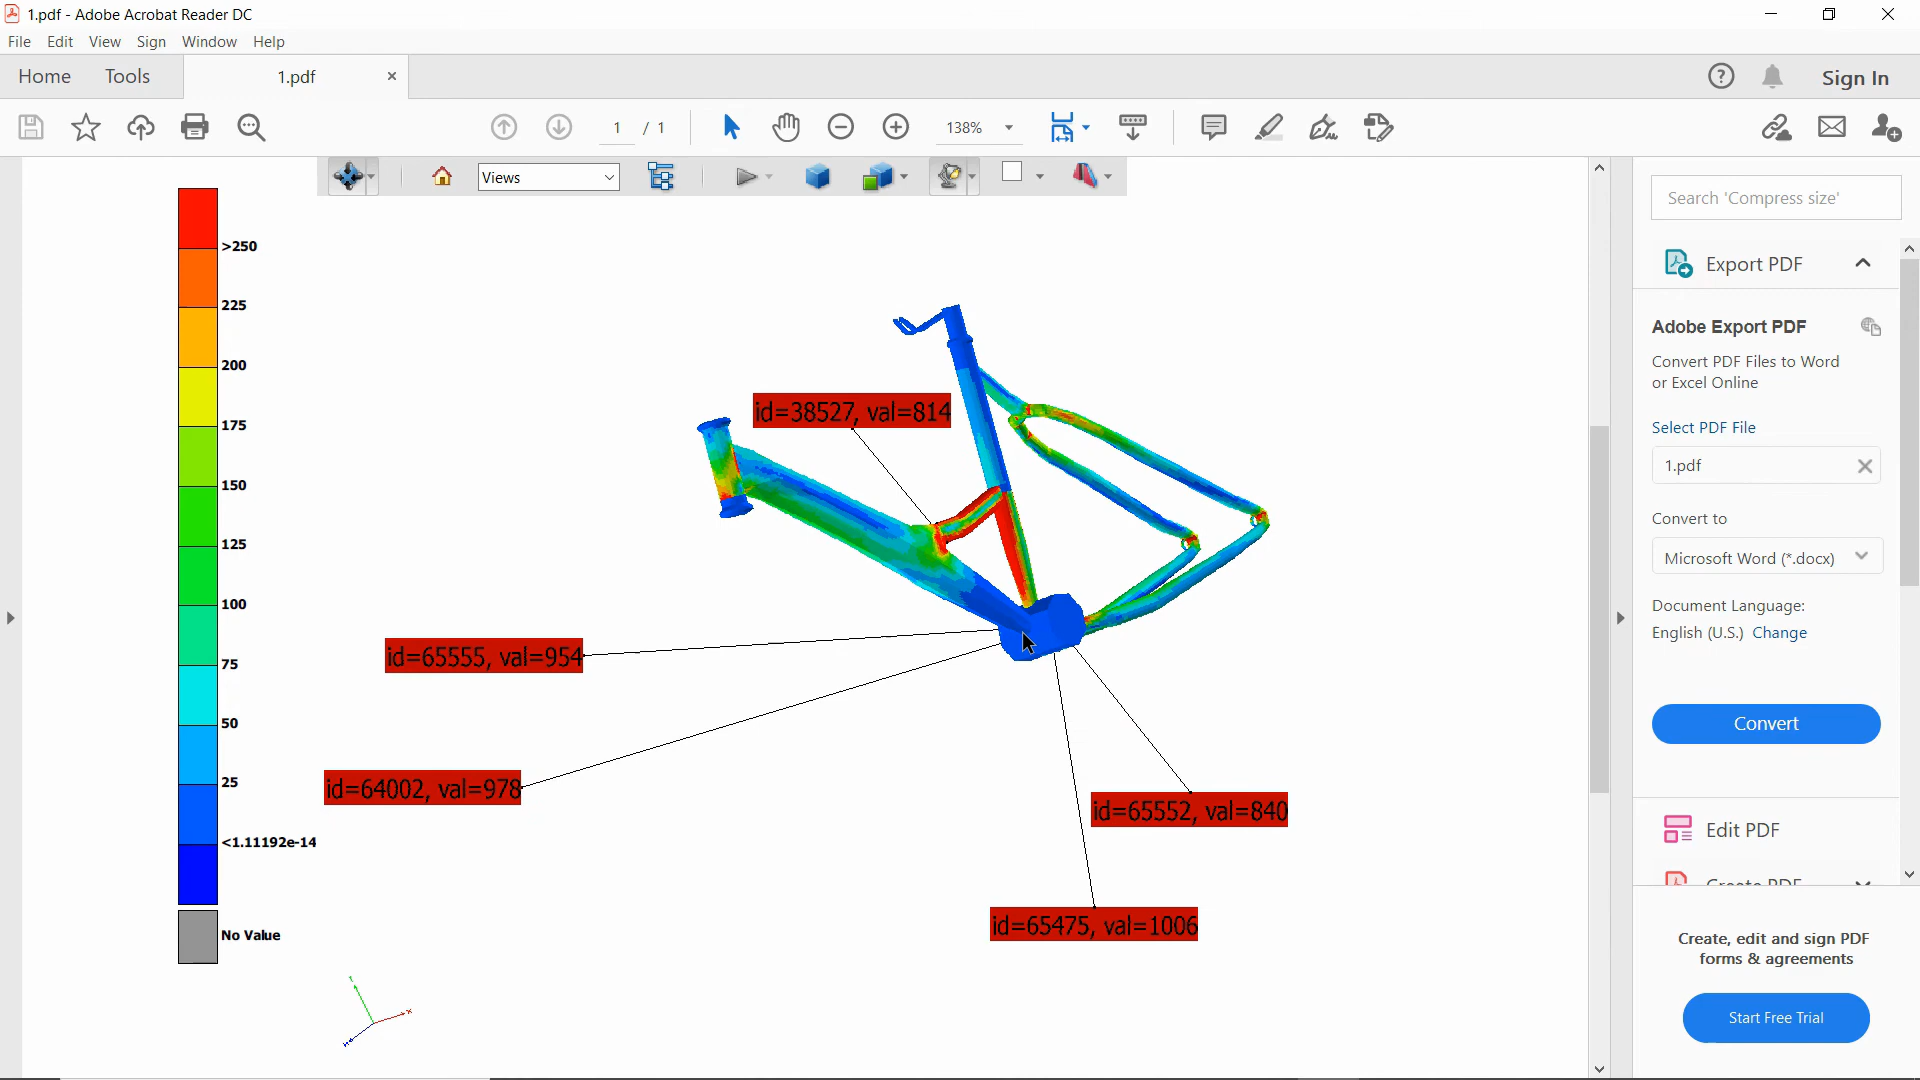 1.pdf - Adobe Acrobat Reader DC
File Edit View Sign Window Help
Home Tools 1.pdf Sign In
1 / 1 138%
Views
Search 'Compress size'
Export PDF
Adobe Export PDF
Convert PDF Files to Word
or Excel Online
Select PDF File
1.pdf
Convert to
Microsoft Word (*.docx)
Document Language:
English (U.S.) Change
Convert
Edit PDF
Create PDF
Create, edit and sign PDF
forms & agreements
Start Free Trial
>250
225
200
175
150
125
100
75
50
25
<1.11192e-14
No Value
id=38527, val=814
id=65555, val=954
id=64002, val=978
id=65552, val=840
id=65475, val=1006